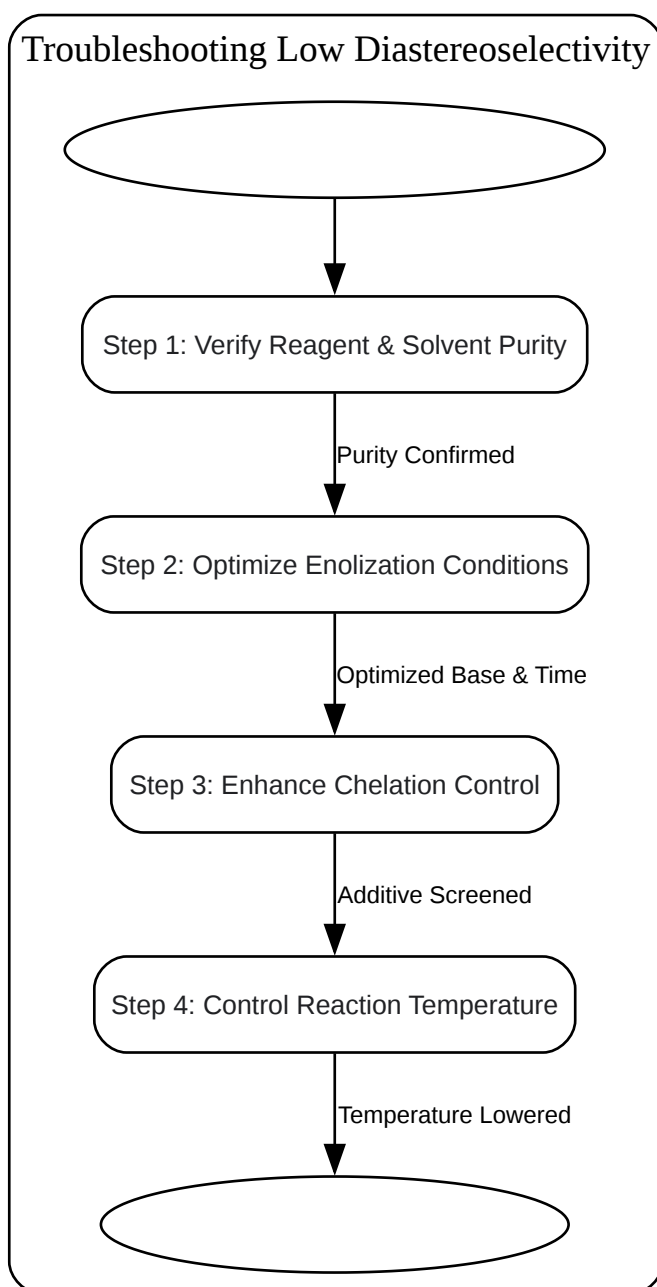 Troubleshooting Low Diastereoselectivity
Step 1: Verify Reagent & Solvent Purity
Purity Confirmed
Step 2: Optimize Enolization Conditions
Optimized Base & Time
Step 3: Enhance Chelation Control
Additive Screened
Step 4: Control Reaction Temperature
Temperature Lowered